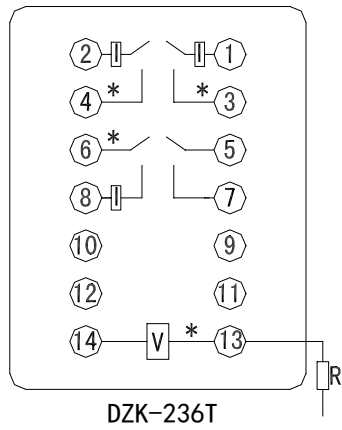 2 I I 1
4 * * 3
6 * 5
8 I 7
10 9
12 11
14 V * 13
R
DZK-236T